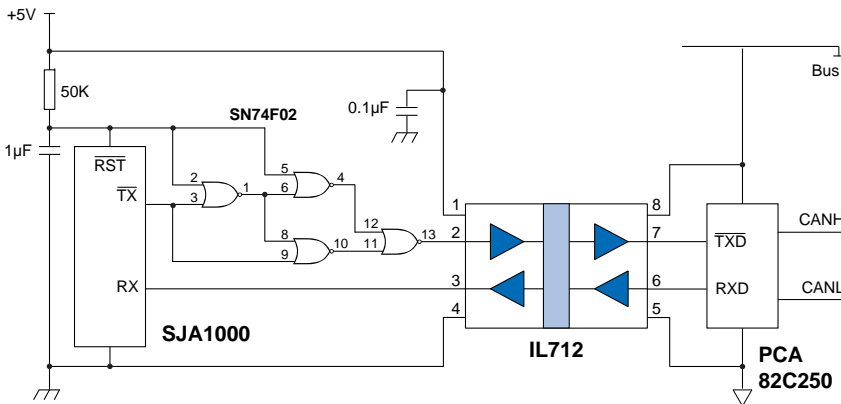 +5V
50K
1µF
SN74F02
0.1µF
Bus
RST
TX
RX
SJA1000
2
3
1
5
6
4
8
9
10
12
11
13
1
2
3
4
IL712
8
7
6
5
TXD
RXD
CANH
CANL
PCA
82C250